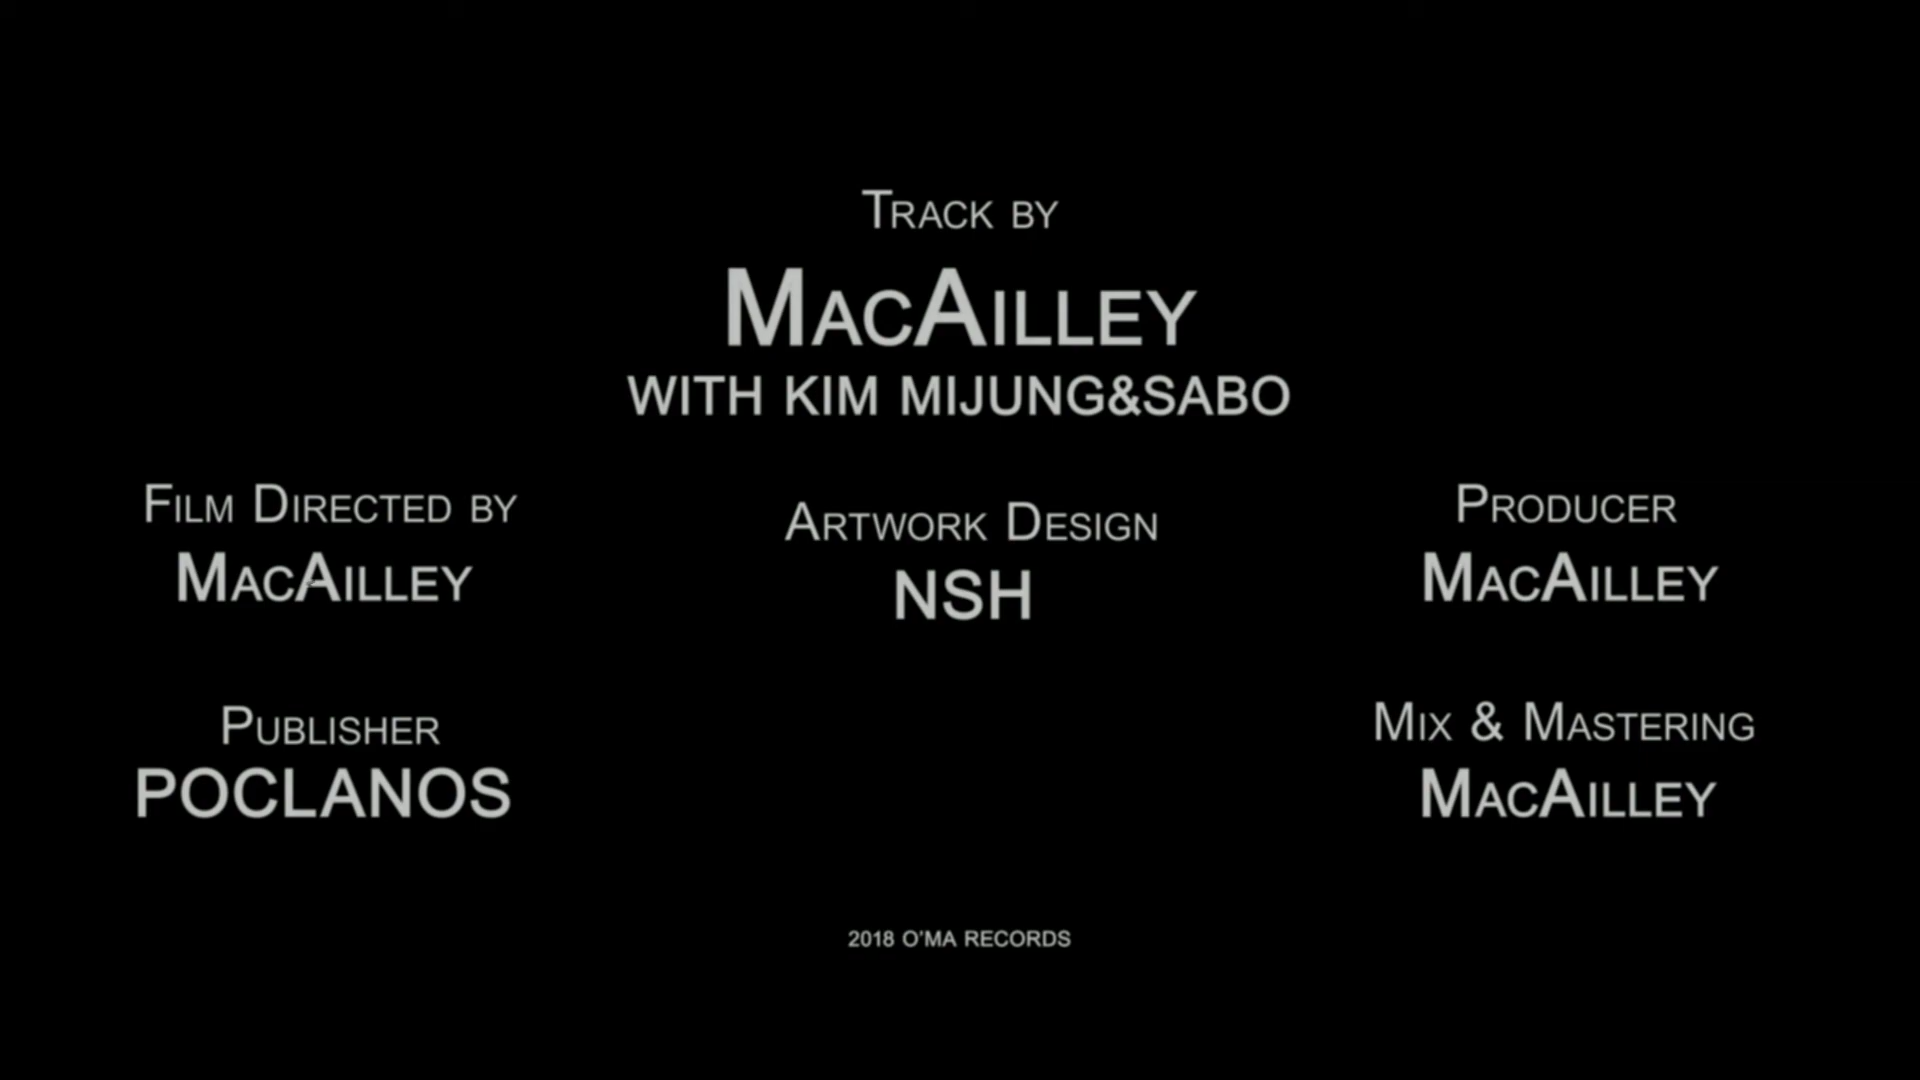 Track by
MacAilley
WITH KIM MIJUNG&SABO
Film Directed by
MacAilley
Artwork Design
NSH
Producer
MacAilley
Publisher
POCLANOS
Mix & Mastering
MacAilley
2018 O'MA RECORDS